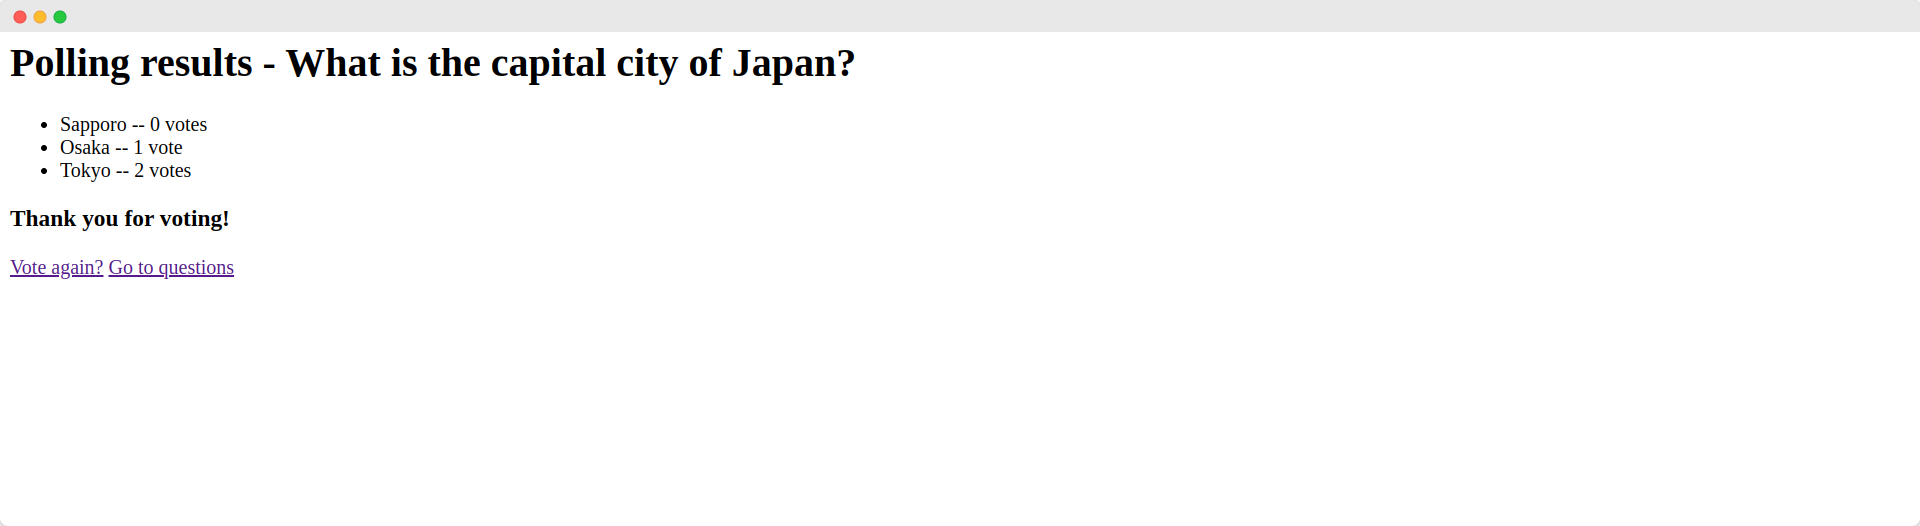 Polling results - What is the capital city of Japan?
Sapporo -- 0 votes
Osaka -- 1 vote
Tokyo -- 2 votes
Thank you for voting!
Vote again? Go to questions